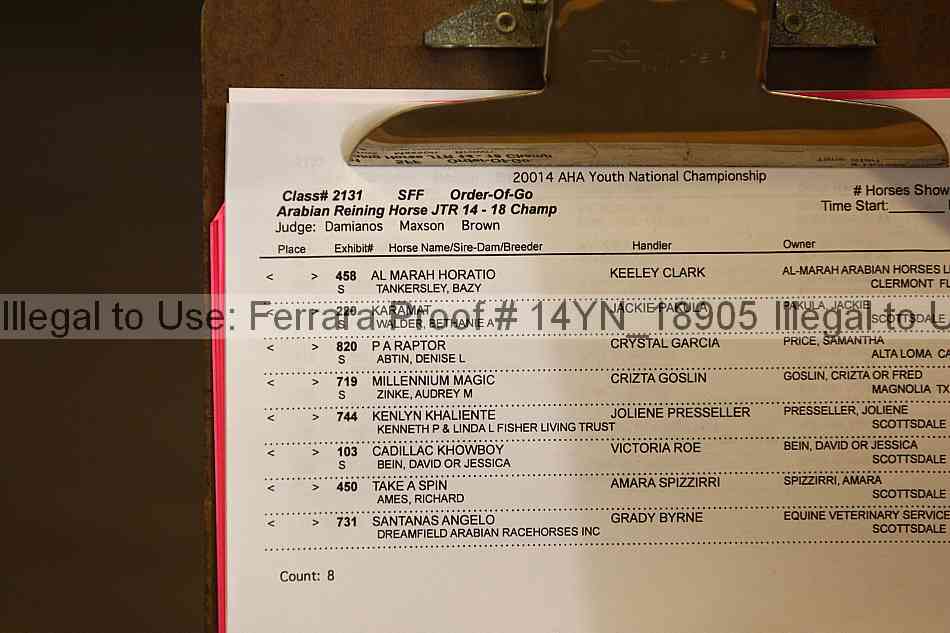 20014 AHA Youth National Championship
Class# 2131 SFF Order-Of-Go # Horses Show
Arabian Reining Horse JTR 14 - 18 Champ Time Start:
Judge: Damianos Maxson Brown
Place Exhibit# Horse Name/Sire-Dam/Breeder Handler Owner
< > 458 AL MARAH HORATIO KEELEY CLARK AL-MARAH ARABIAN HORSES
S TANKERSLEY, BAZY CLERMONT FL
< > 220 KARAMAT JACKIE PAKULA PAKULA, JACKIE
Illegal to Use: Ferrara Proof # 14YN_18905 Illegal to U
S WALDER, BETHANIE A SCOTTSDALE
< > 820 P A RAPTOR CRYSTAL GARCIA PRICE, SAMANTHA
S ABTIN, DENISE L ALTA LOMA CA
< > 719 MILLENNIUM MAGIC CRIZTA GOSLIN GOSLIN, CRIZTA OR FRED
S ZINKE, AUDREY M MAGNOLIA TX
< > 744 KENLYN KHALIENTE JOLIENE PRESSELLER PRESSELLER, JOLIENE
KENNETH P & LINDA L FISHER LIVING TRUST SCOTTSDALE
< > 103 CADILLAC KHOWBOY VICTORIA ROE BEIN, DAVID OR JESSICA
S BEIN, DAVID OR JESSICA SCOTTSDALE
< > 450 TAKE A SPIN AMARA SPIZZIRRI SPIZZIRRI, AMARA
AMES, RICHARD SCOTTSDALE
< > 731 SANTANAS ANGELO GRADY BYRNE EQUINE VETERINARY SERVICE
DREAMFIELD ARABIAN RACEHORSES INC SCOTTSDALE
Count: 8